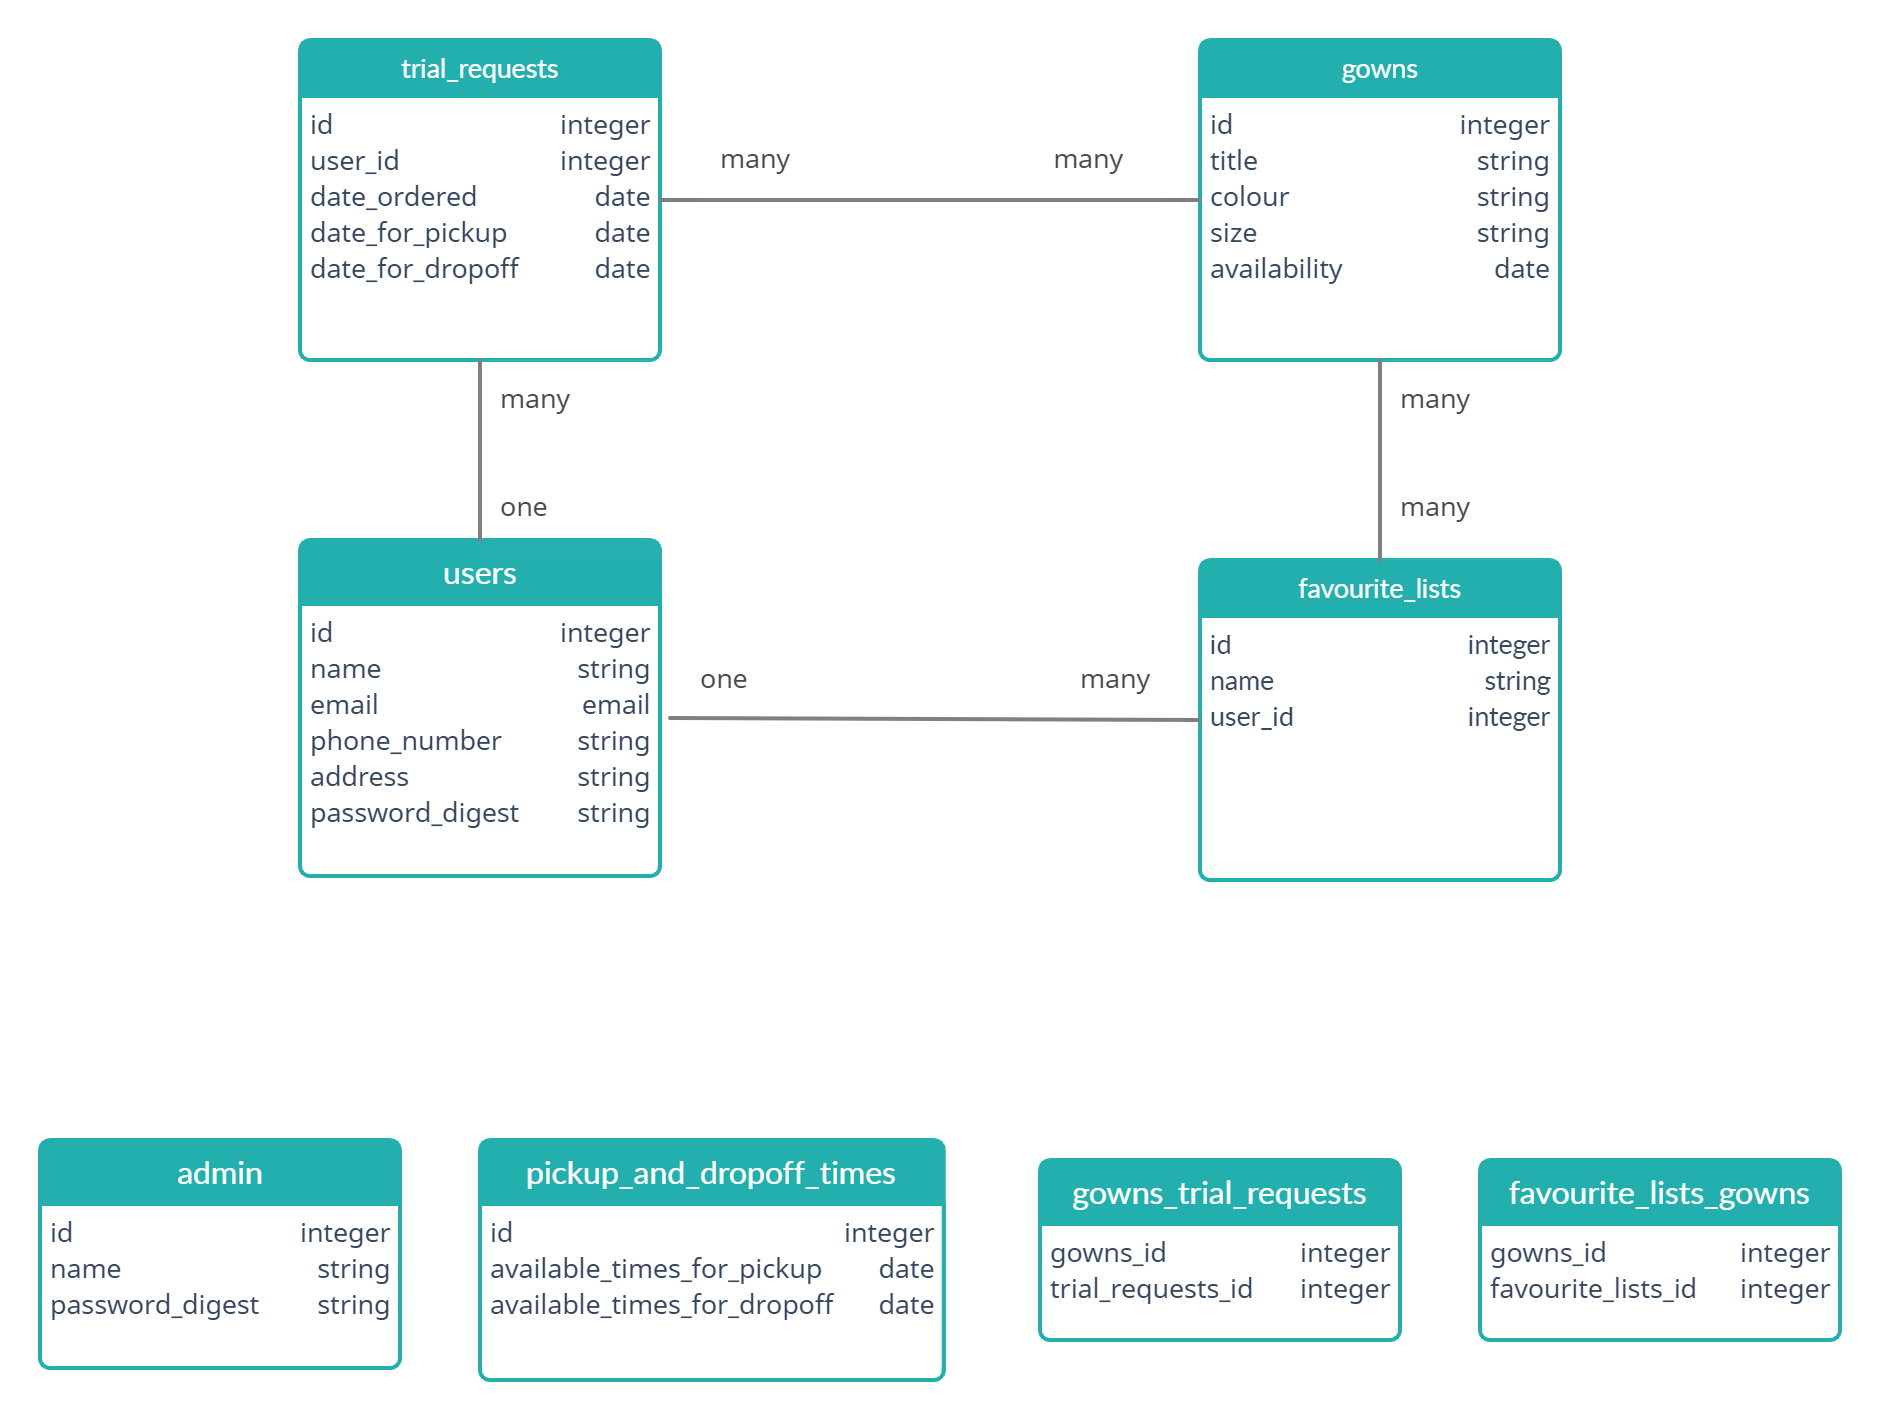 trial_requests
id integer
user_id integer
date_ordered date
date_for_pickup date
date_for_dropoff date
many many
gowns
id integer
title string
colour string
size string
availability date
many
one
many
many
users
id integer
name string
email email
phone_number string
address string
password_digest string
one many
favourite_lists
id integer
name string
user_id integer
admin
id integer
name string
password_digest string
pickup_and_dropoff_times
id integer
available_times_for_pickup date
available_times_for_dropoff date
gowns_trial_requests
gowns_id integer
trial_requests_id integer
favourite_lists_gowns
gowns_id integer
favourite_lists_id integer